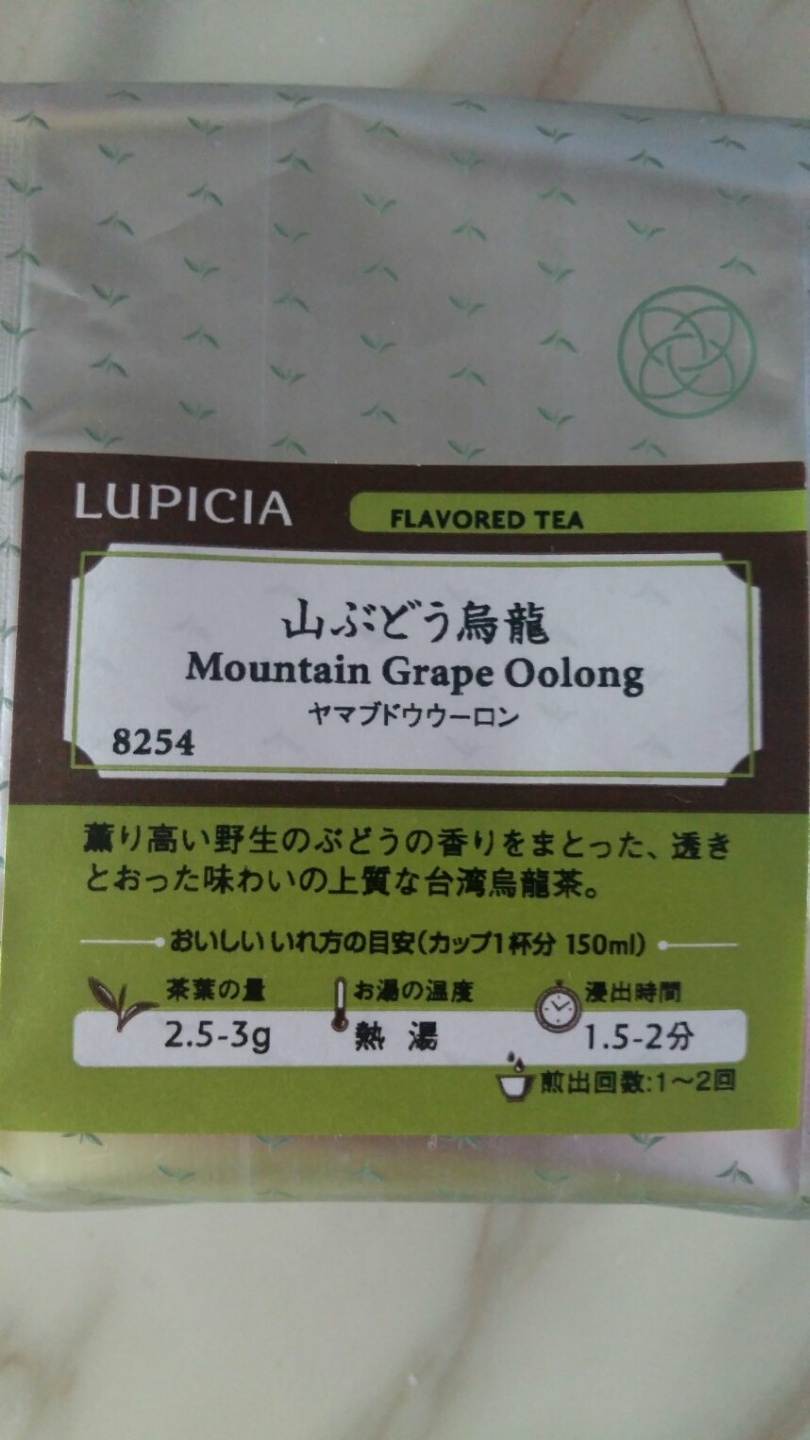 LUPICIA
FLAVORED TEA
山ぶどう烏龍
Mountain Grape Oolong
ヤマブドウウーロン
8254
薫り高い野生のぶどうの香りをまとった、透き
とおった味わいの上質な台湾烏龍茶。
おいしいいれ方の目安(カップ1杯分 150ml)
茶葉の量 お湯の温度 浸出時間
2.5-3g 熱 湯 1.5-2分
煎出回数:1~2回